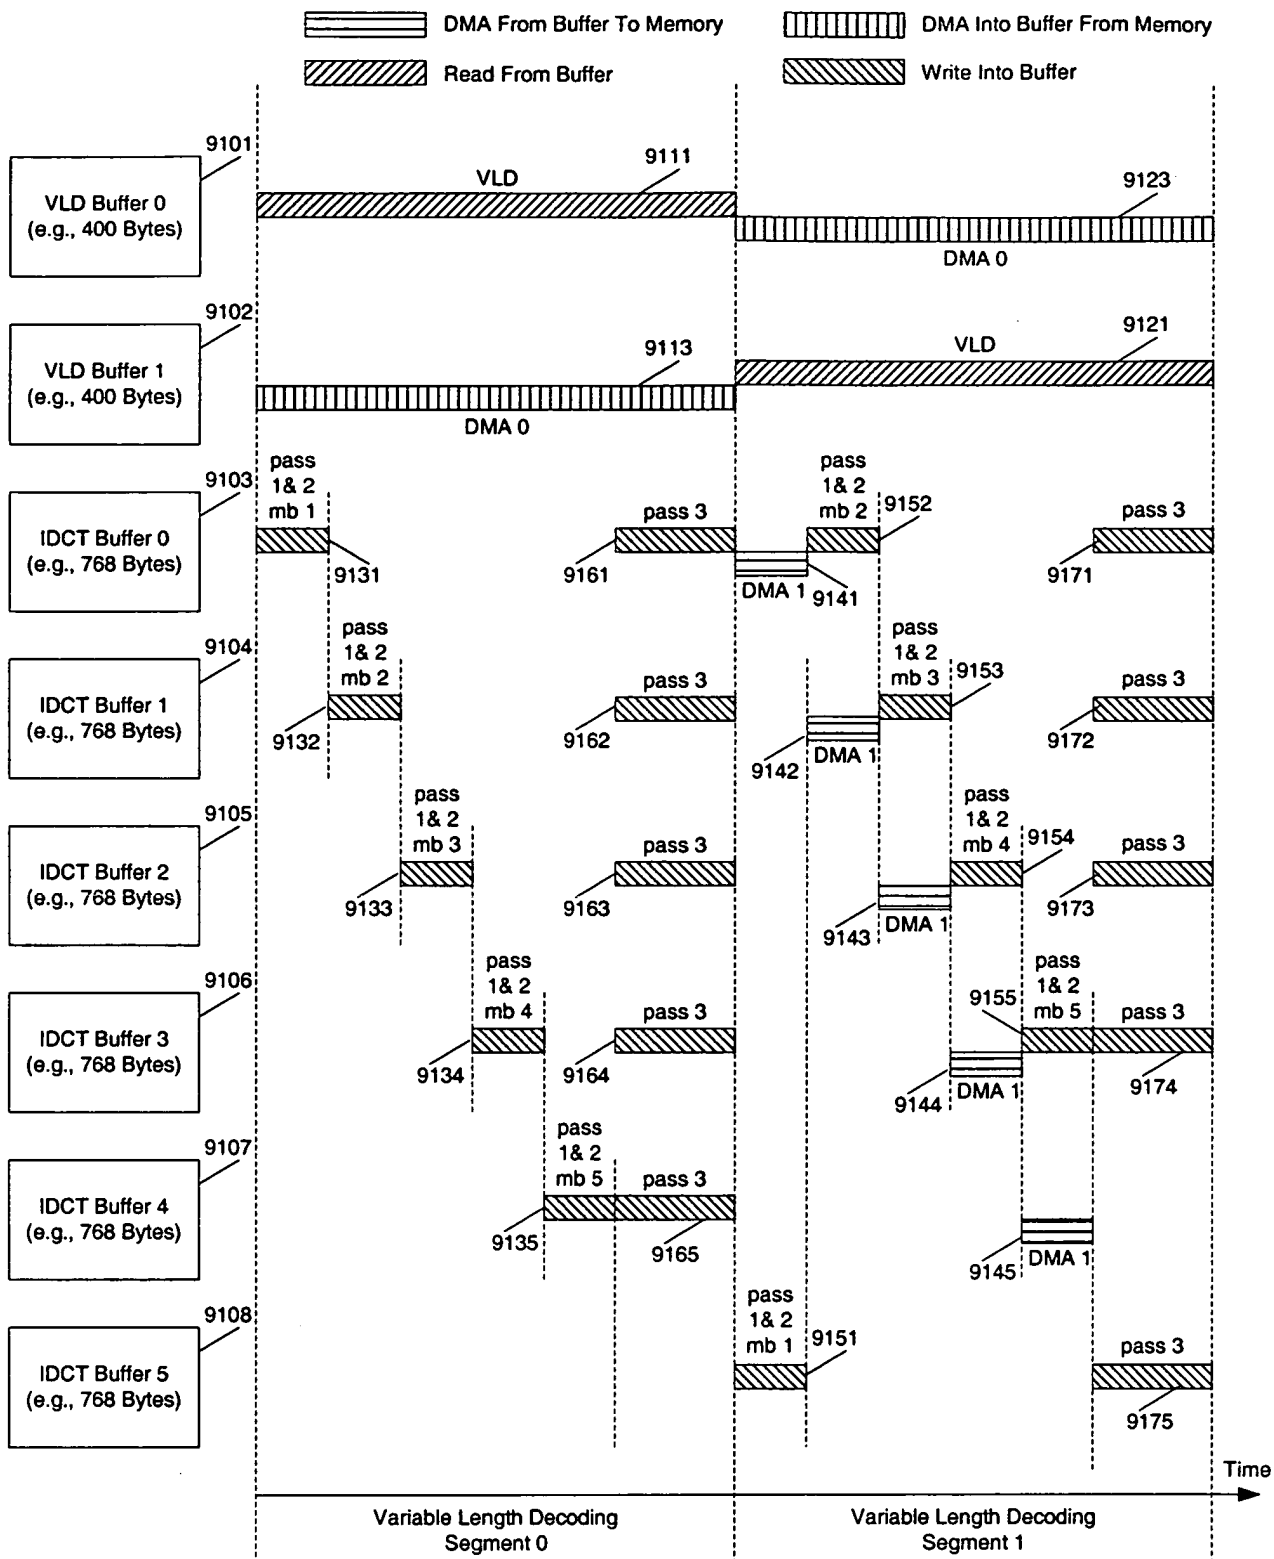 DMA From Buffer To Memory
DMA Into Buffer From Memory
Read From Buffer
Write Into Buffer
9101
VLD Buffer 0
(e.g., 400 Bytes)
VLD
9111
9123
DMA 0
9102
VLD Buffer 1
(e.g., 400 Bytes)
9113
DMA 0
VLD
9121
9103
IDCT Buffer 0
(e.g., 768 Bytes)
pass
1& 2
mb 1
9131
pass 3
9161
DMA 1
9141
pass
1& 2
mb 2
9152
pass 3
9171
9104
IDCT Buffer 1
(e.g., 768 Bytes)
pass
1& 2
mb 2
9132
pass 3
9162
DMA 1
9142
pass
1& 2
mb 3
9153
pass 3
9172
9105
IDCT Buffer 2
(e.g., 768 Bytes)
pass
1& 2
mb 3
9133
pass 3
9163
DMA 1
9143
pass
1& 2
mb 4
9154
pass 3
9173
9106
IDCT Buffer 3
(e.g., 768 Bytes)
pass
1& 2
mb 4
9134
pass 3
9164
DMA 1
9144
pass
1& 2
mb 5
9155
pass 3
9174
9107
IDCT Buffer 4
(e.g., 768 Bytes)
pass
1& 2
mb 5
9135
pass 3
9165
DMA 1
9145
9108
IDCT Buffer 5
(e.g., 768 Bytes)
pass
1& 2
mb 1
9151
pass 3
9175
Time
Variable Length Decoding
Segment 0
Variable Length Decoding
Segment 1